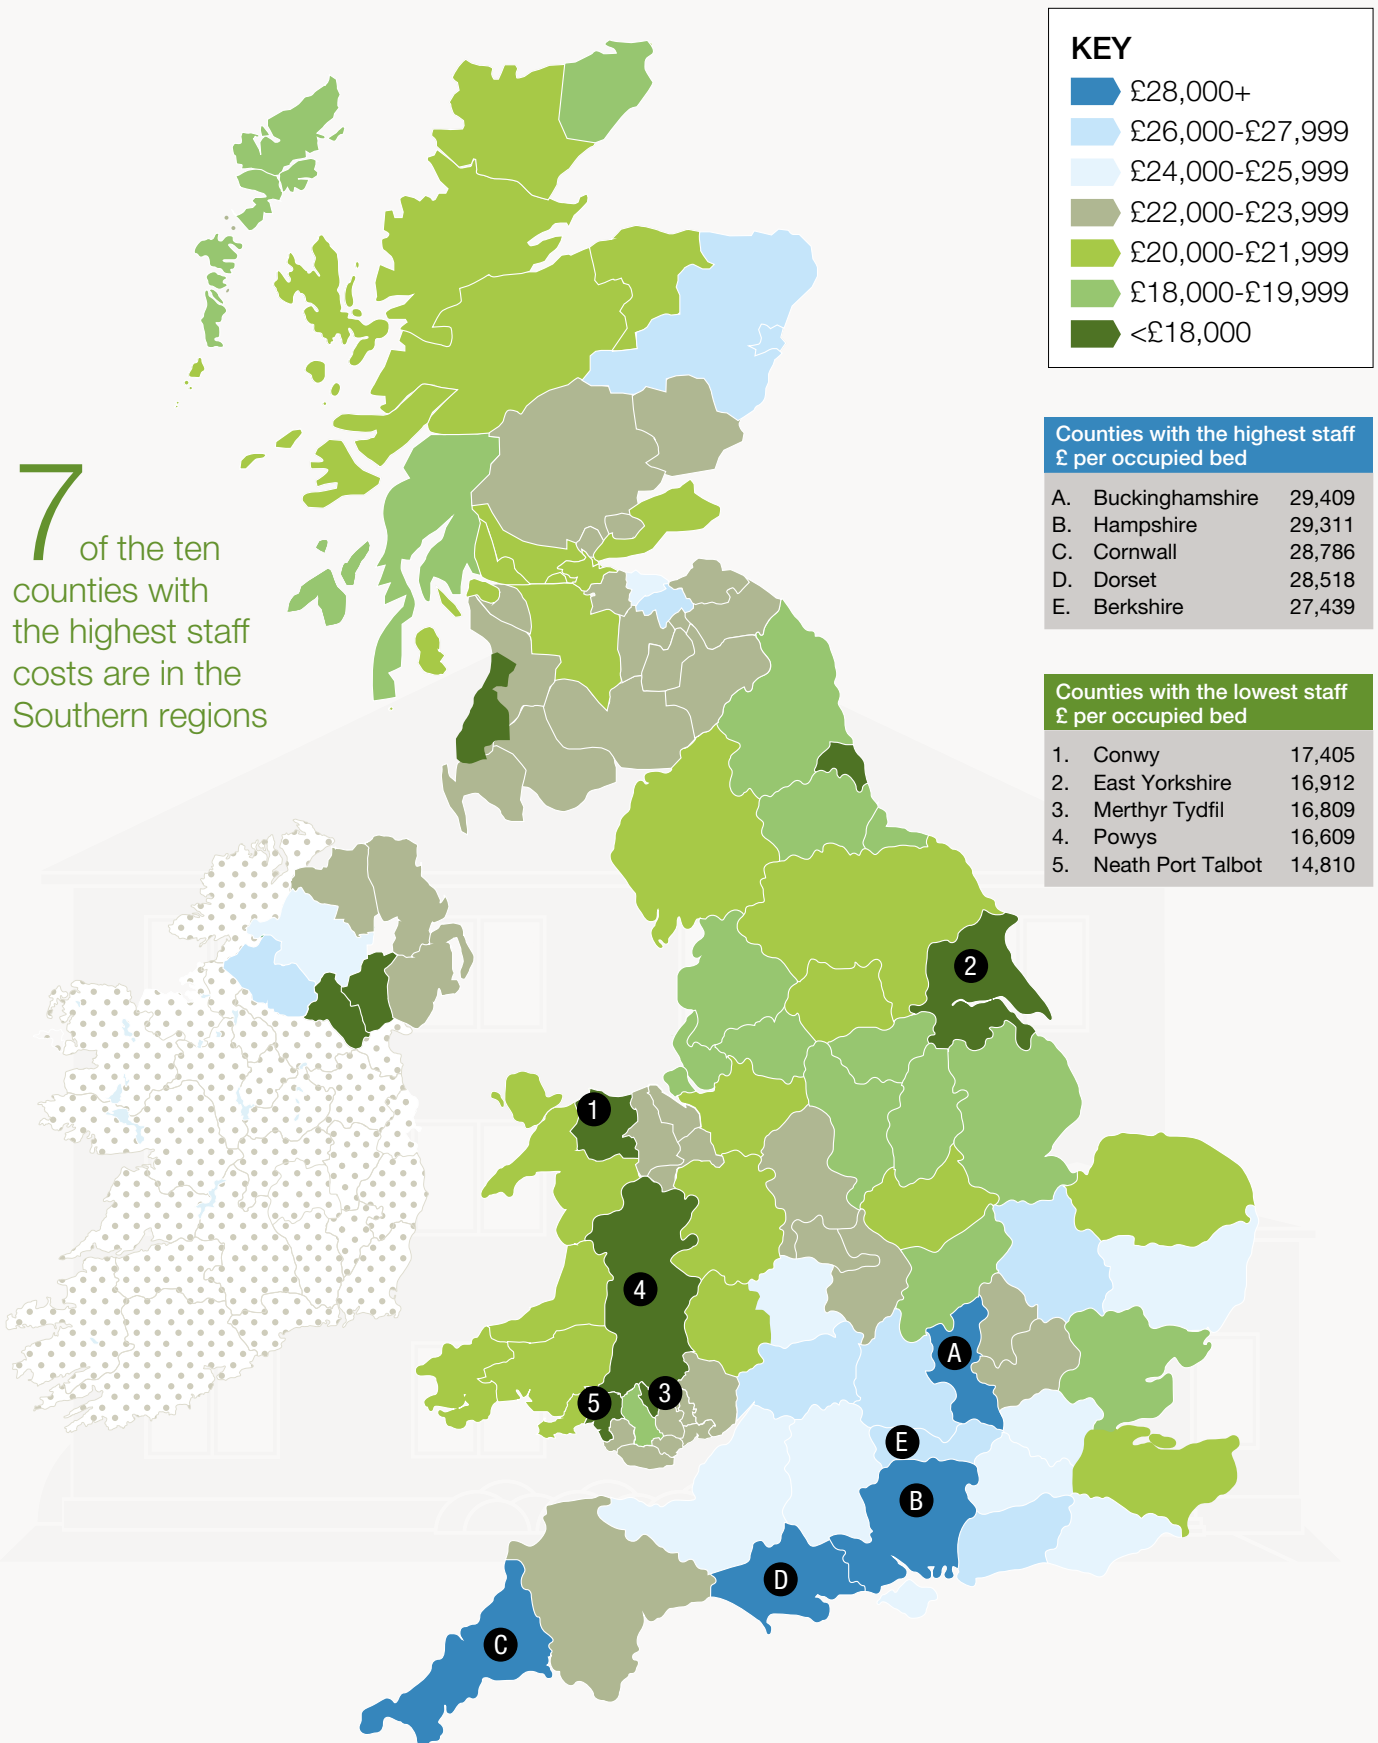 KEY
£28,000+
£26,000-£27,999
£24,000-£25,999
£22,000-£23,999
£20,000-£21,999
£18,000-£19,999
<£18,000
Counties with the highest staff
£ per occupied bed
A. Buckinghamshire 29,409
B. Hampshire 29,311
C. Cornwall 28,786
D. Dorset 28,518
E. Berkshire 27,439
Counties with the lowest staff
£ per occupied bed
1. Conwy 17,405
2. East Yorkshire 16,912
3. Merthyr Tydfil 16,809
4. Powys 16,609
5. Neath Port Talbot 14,810
7 of the ten
counties with
the highest staff
costs are in the
Southern regions
2
1
4
A
3
5
E
B
D
C